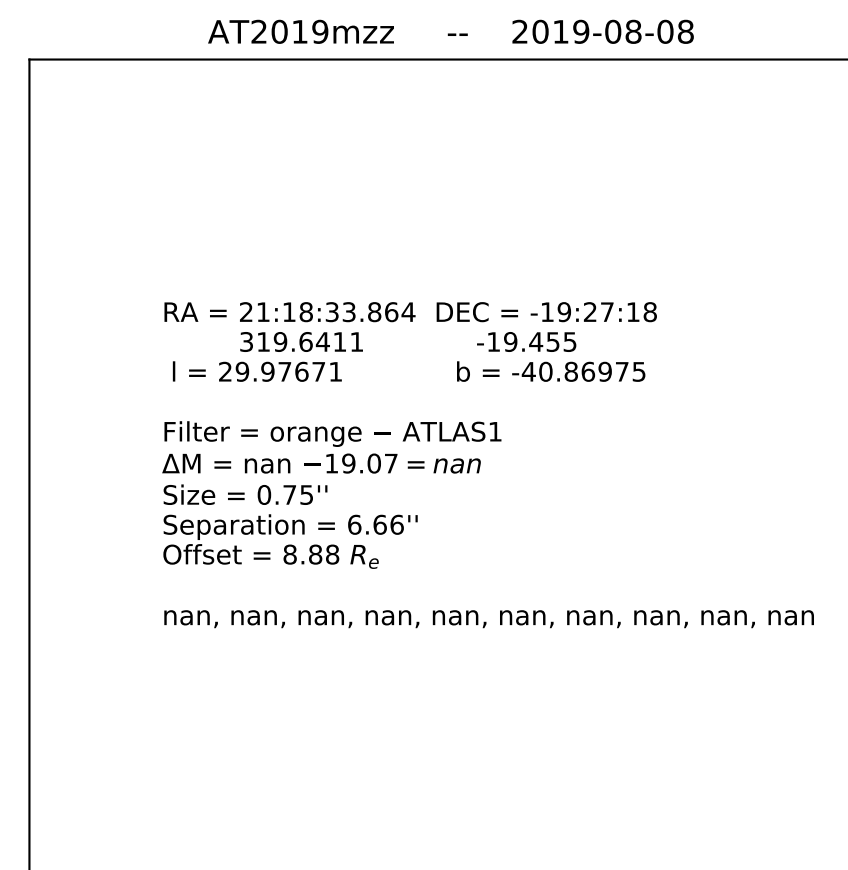 AT2019mzz -- 2019-08-08
RA = 21:18:33.864 DEC = -19:27:18
319.6411 -19.455
l = 29.97671 b = -40.86975
Filter = orange − ATLAS1
ΔM = nan −19.07 = nan
Size = 0.75''
Separation = 6.66''
Offset = 8.88 Rₑ
nan, nan, nan, nan, nan, nan, nan, nan, nan, nan